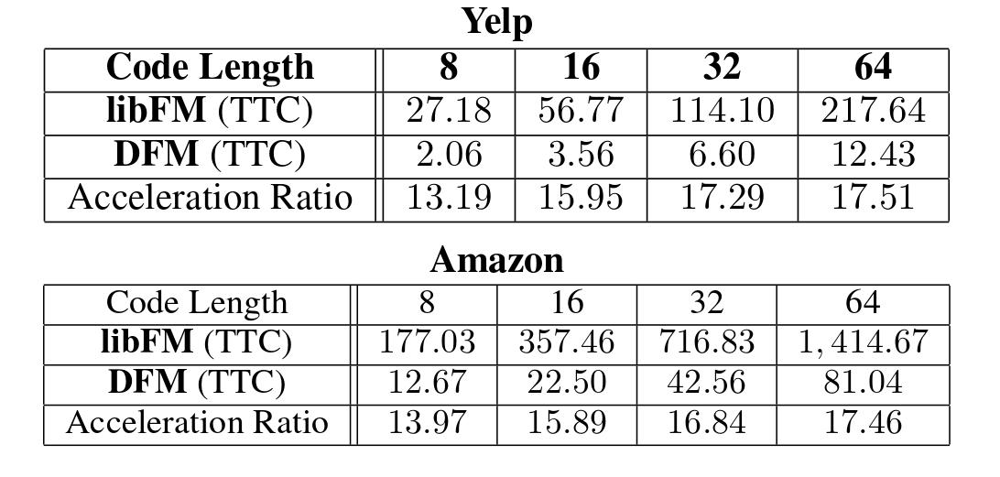 Yelp
Code Length 8 16 32 64
libFM (TTC) 27.18 56.77 114.10 217.64
DFM (TTC) 2.06 3.56 6.60 12.43
Acceleration Ratio 13.19 15.95 17.29 17.51
Amazon
Code Length 8 16 32 64
libFM (TTC) 177.03 357.46 716.83 1,414.67
DFM (TTC) 12.67 22.50 42.56 81.04
Acceleration Ratio 13.97 15.89 16.84 17.46